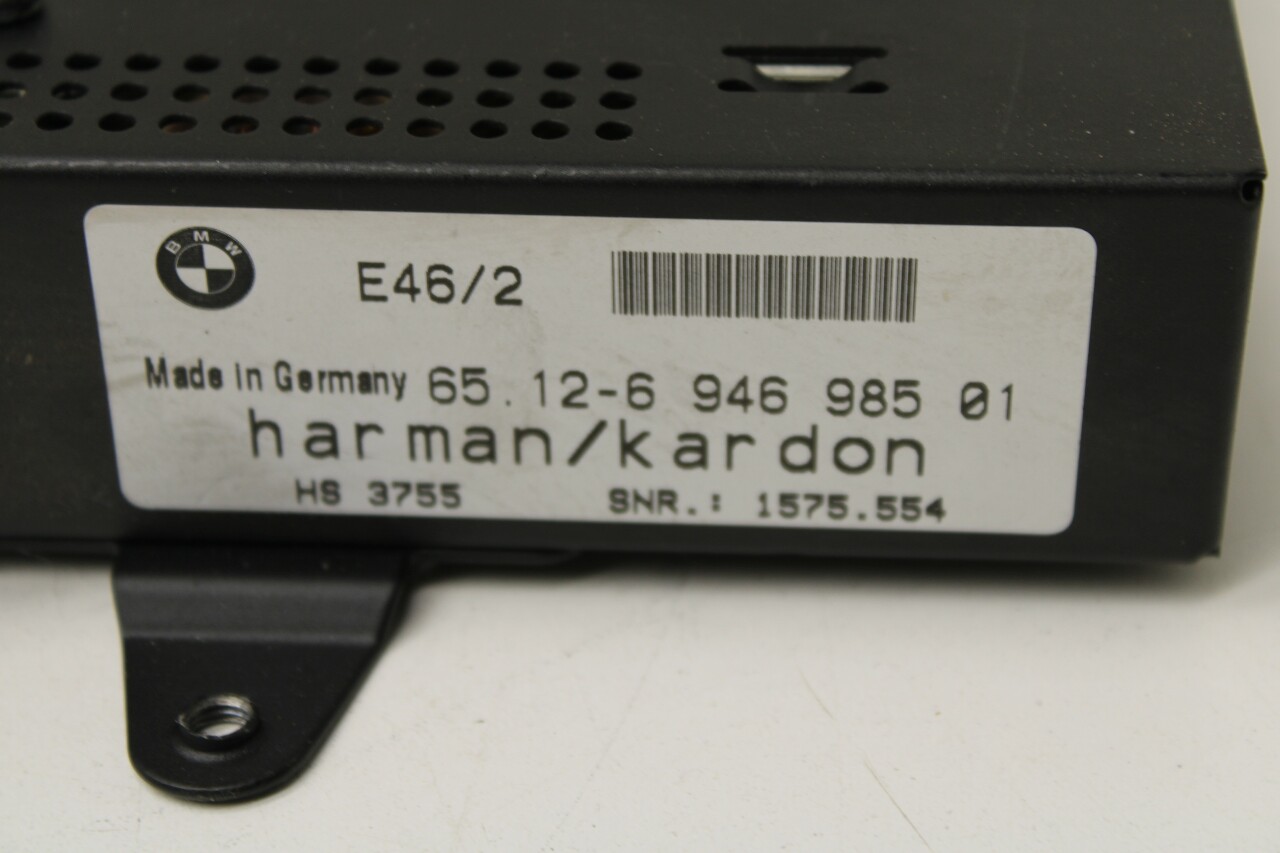 BMW
E46/2
Made in Germany 65.12-6 946 985 01
harman/kardon
HS 3755 SNR.: 1575.554